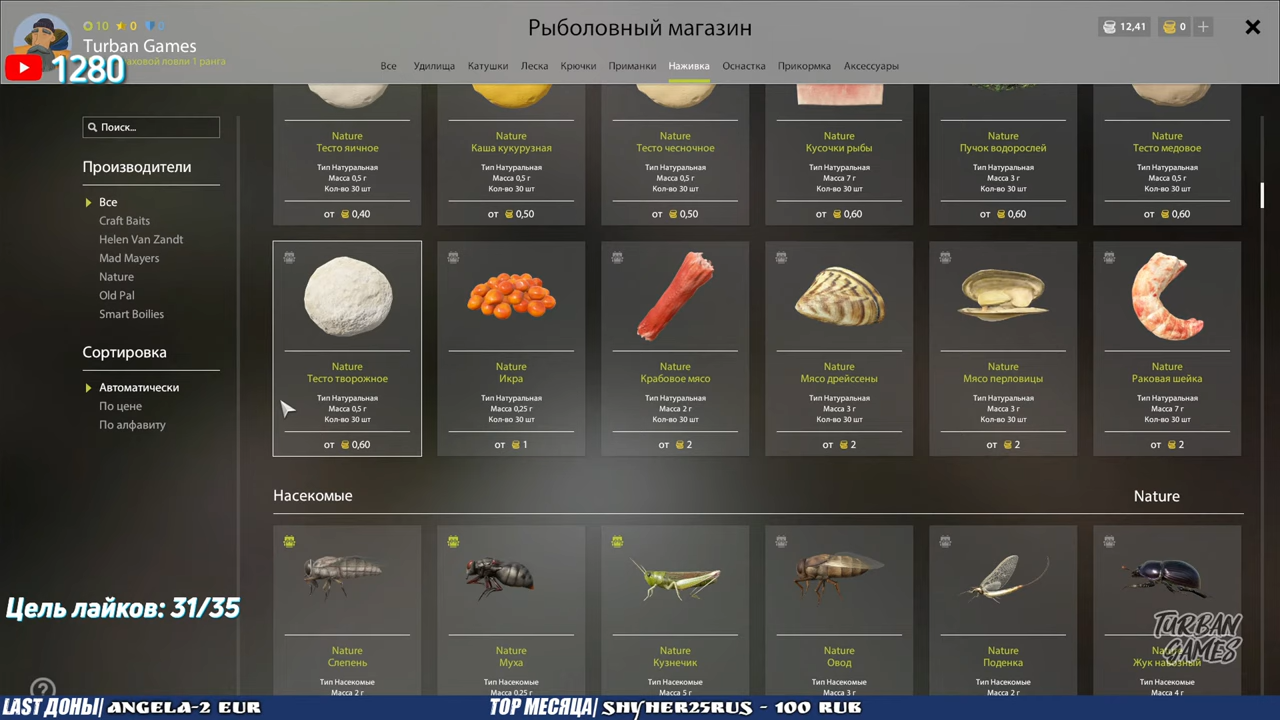 10 0 0
Turban Games
аховой ловли 1 ранга
1280
Рыболовный магазин
12,41
0
Все Удилища Катушки Леска Крючки Приманки Наживка Оснастка Прикормка Аксессуары
Поиск...
Производители
Все
Craft Baits
Helen Van Zandt
Mad Mayers
Nature
Old Pal
Smart Boilies
Сортировка
Автоматически
По цене
По алфавиту
Nature
Тесто яичное
Тип Натуральная
Масса 0,5 г
Кол-во 30 шт
от 0,40
Nature
Каша кукурузная
Тип Натуральная
Масса 0,5 г
Кол-во 30 шт
от 0,50
Nature
Тесто чесночное
Тип Натуральная
Масса 0,5 г
Кол-во 30 шт
от 0,50
Nature
Кусочки рыбы
Тип Натуральная
Масса 7 г
Кол-во 30 шт
от 0,60
Nature
Пучок водорослей
Тип Натуральная
Масса 3 г
Кол-во 30 шт
от 0,60
Nature
Тесто медовое
Тип Натуральная
Масса 0,5 г
Кол-во 30 шт
от 0,60
Nature
Тесто творожное
Тип Натуральная
Масса 0,5 г
Кол-во 30 шт
от 0,60
Nature
Икра
Тип Натуральная
Масса 0,25 г
Кол-во 30 шт
от 1
Nature
Крабовое мясо
Тип Натуральная
Масса 2 г
Кол-во 30 шт
от 2
Nature
Мясо дрейссены
Тип Натуральная
Масса 3 г
Кол-во 30 шт
от 2
Nature
Мясо перловицы
Тип Натуральная
Масса 3 г
Кол-во 30 шт
от 2
Nature
Раковая шейка
Тип Натуральная
Масса 7 г
Кол-во 30 шт
от 2
Насекомые
Nature
Nature
Слепень
Тип Насекомые
Масса 2 г
Nature
Муха
Тип Насекомые
Масса 0,25 г
Nature
Кузнечик
Тип Насекомые
Масса 5 г
Nature
Овод
Тип Насекомые
Масса 3 г
Nature
Поденка
Тип Насекомые
Масса 2 г
Nature
Жук навозный
Тип Насекомые
Масса 4 г
Цель лайков: 31/35
TURBAN
GAMES
LAST ДОНЫ| ANGELA-2 EUR
TOP МЕСЯЦА| SHYHER25RUS - 100 RUB